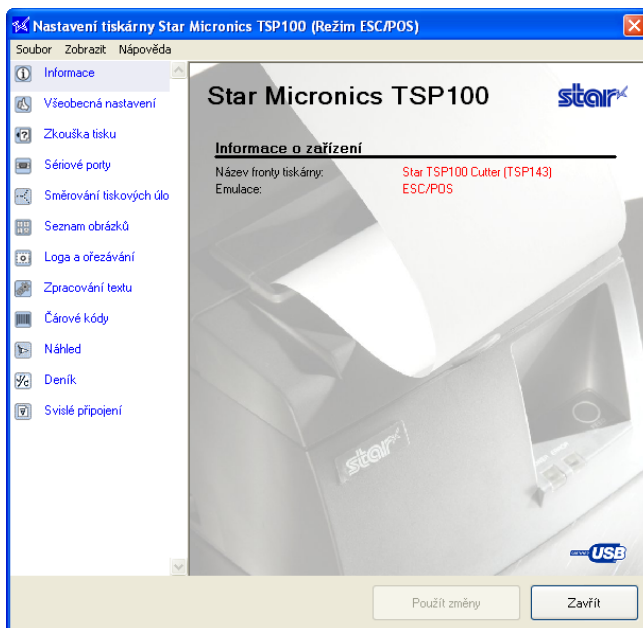 Nastavení tiskárny Star Micronics TSP100 (Režim ESC/POS)
Soubor Zobrazit Nápověda
Informace
Všeobecná nastavení
Zkouška tisku
Sériové porty
Směrování tiskových úlo
Seznam obrázků
Loga a ořezávání
Zpracování textu
Čárové kódy
Náhled
Deník
Svislé připojení
Star Micronics TSP100
star
Informace o zařízení
Název fronty tiskárny: Star TSP100 Cutter (TSP143)
Emulace: ESC/POS
star
USB
Použít změny
Zavřít